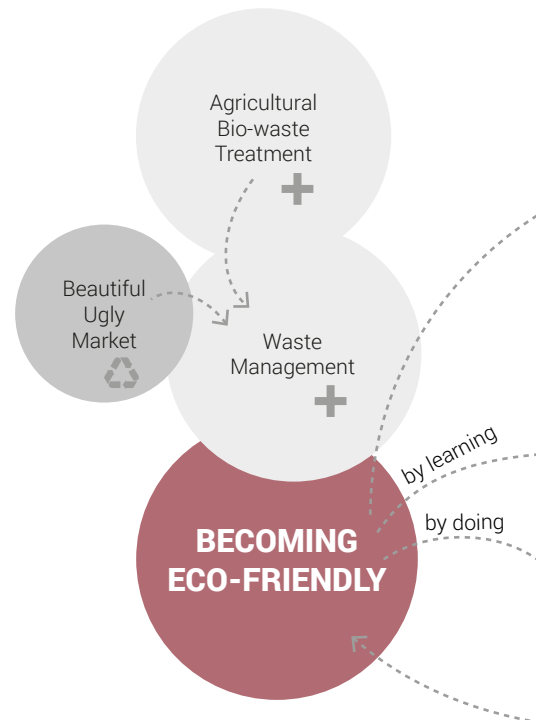 Agricultural
Bio-waste
Treatment
Beautiful
Ugly
Market
Waste
Management
by learning
by doing
BECOMING
ECO-FRIENDLY